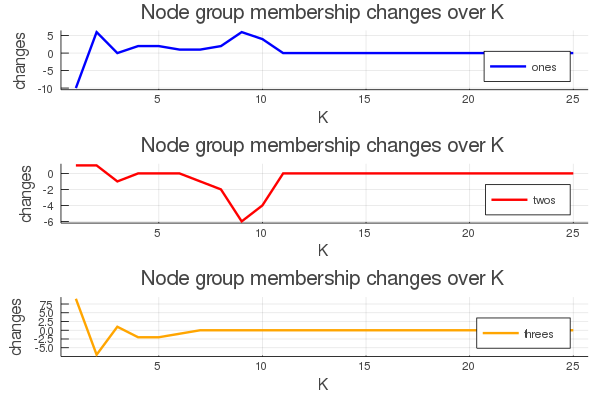 Node group membership changes over K
changes
5
0
-5
-10
5 10 15 20 25
K
ones
Node group membership changes over K
changes
0
-2
-4
-6
5 10 15 20 25
K
twos
Node group membership changes over K
changes
7.5
5.0
2.5
0.0
-2.5
-5.0
5 10 15 20 25
K
threes